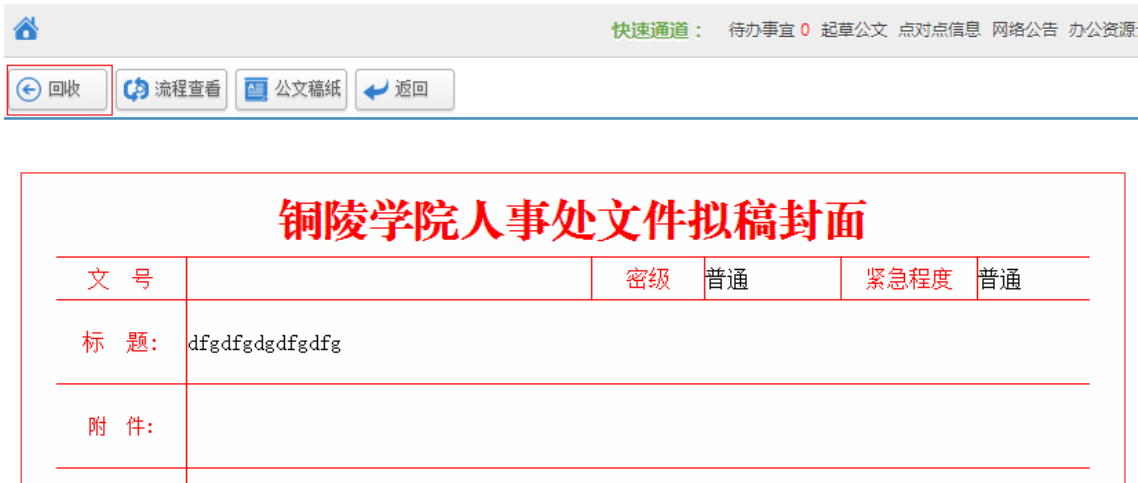 快速通道： 待办事宜 0 起草公文 点对点信息 网络公告 办公资源
回收 流程查看 公文稿纸 返回
铜陵学院人事处文件拟稿封面
文 号 密级 普通 紧急程度 普通
标 题: dfgdfgdgdfgdfg
附 件: